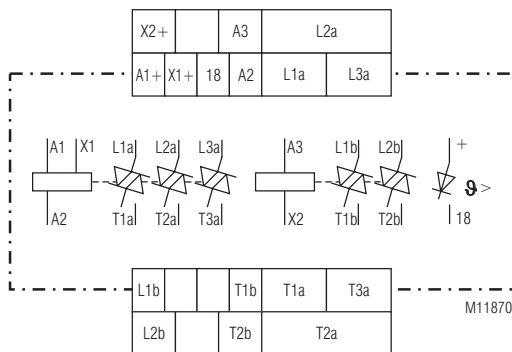 X2+ A3 L2a
A1+ X1+ 18 A2 L1a L3a
A1 X1 L1a L2a L3a A3 L1b L2b +
ϑ >
A2 T1a T2a T3a X2 T1b T2b 18
L1b T1b T1a T3a
M11870
L2b T2b T2a